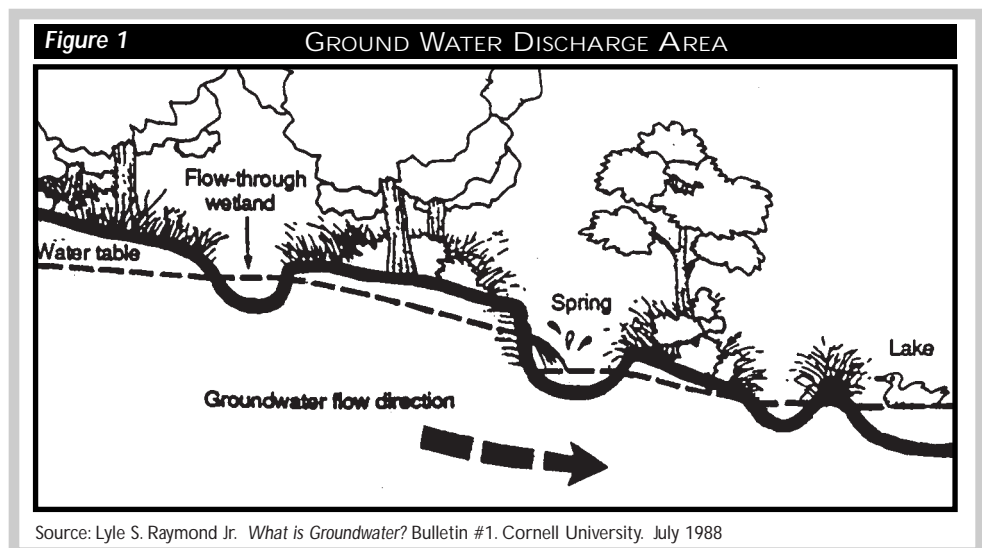 Figure 1
GROUND WATER DISCHARGE AREA
Flow-through
wetland
Water table
Spring
Lake
Groundwater flow direction
Source: Lyle S. Raymond Jr. What is Groundwater? Bulletin #1. Cornell University. July 1988